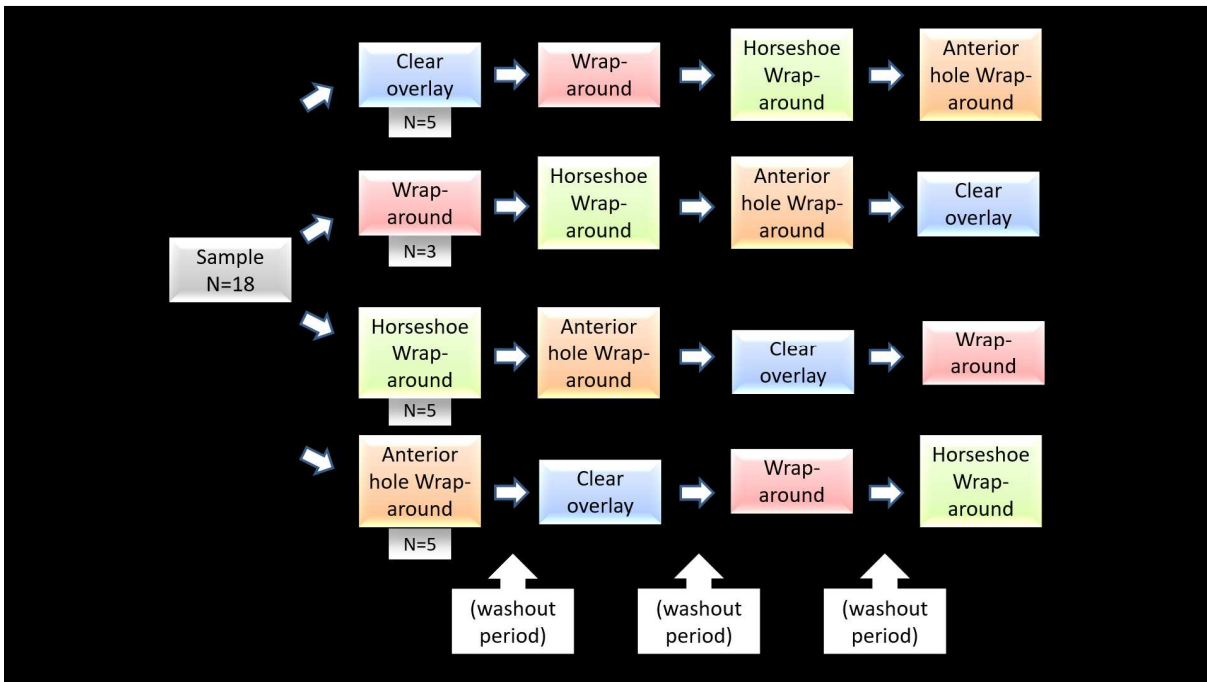 Clear
overlay
Wrap-
around
Horseshoe
Wrap-
around
Anterior
hole Wrap-
around
N=5
Wrap-
around
Horseshoe
Wrap-
around
Anterior
hole Wrap-
around
Clear
overlay
N=3
Sample
N=18
Horseshoe
Wrap-
around
Anterior
hole Wrap-
around
Clear
overlay
Wrap-
around
N=5
Anterior
hole Wrap-
around
Clear
overlay
Wrap-
around
Horseshoe
Wrap-
around
N=5
(washout
period)
(washout
period)
(washout
period)